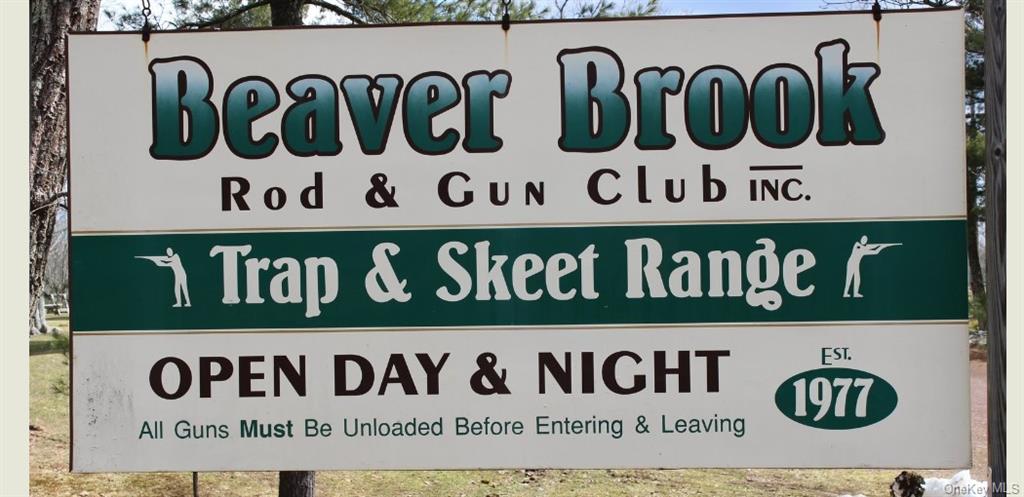 Beaver Brook
Rod & Gun Club INC.
Trap & Skeet Range
OPEN DAY & NIGHT
EST.
1977
All Guns Must Be Unloaded Before Entering & Leaving
OneKey MLS